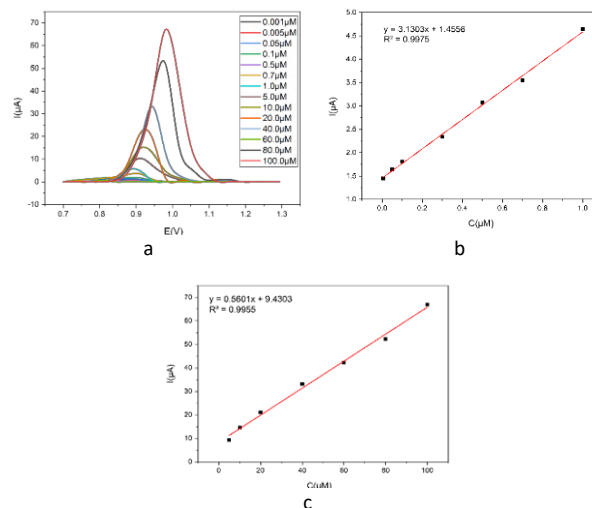 70
60
50
40
30
20
10
0
-10
I(μA)
0.7
0.8
0.9
1.0
1.1
1.2
1.3
E(V)
0.001μM
0.005μM
0.05μM
0.1μM
0.5μM
0.7μM
1.0μM
5.0μM
10.0μM
20.0μM
40.0μM
60.0μM
80.0μM
100.0μM
a
y = 3.1303x + 1.4556
R² = 0.9975
5.0
4.5
4.0
3.5
3.0
2.5
2.0
1.5
1.0
I(μA)
0.0
0.2
0.4
0.6
0.8
1.0
C(μM)
b
y = 0.5601x + 9.4303
R² = 0.9955
70
60
50
40
30
20
10
0
I(μA)
0
20
40
60
80
100
C(μM)
c